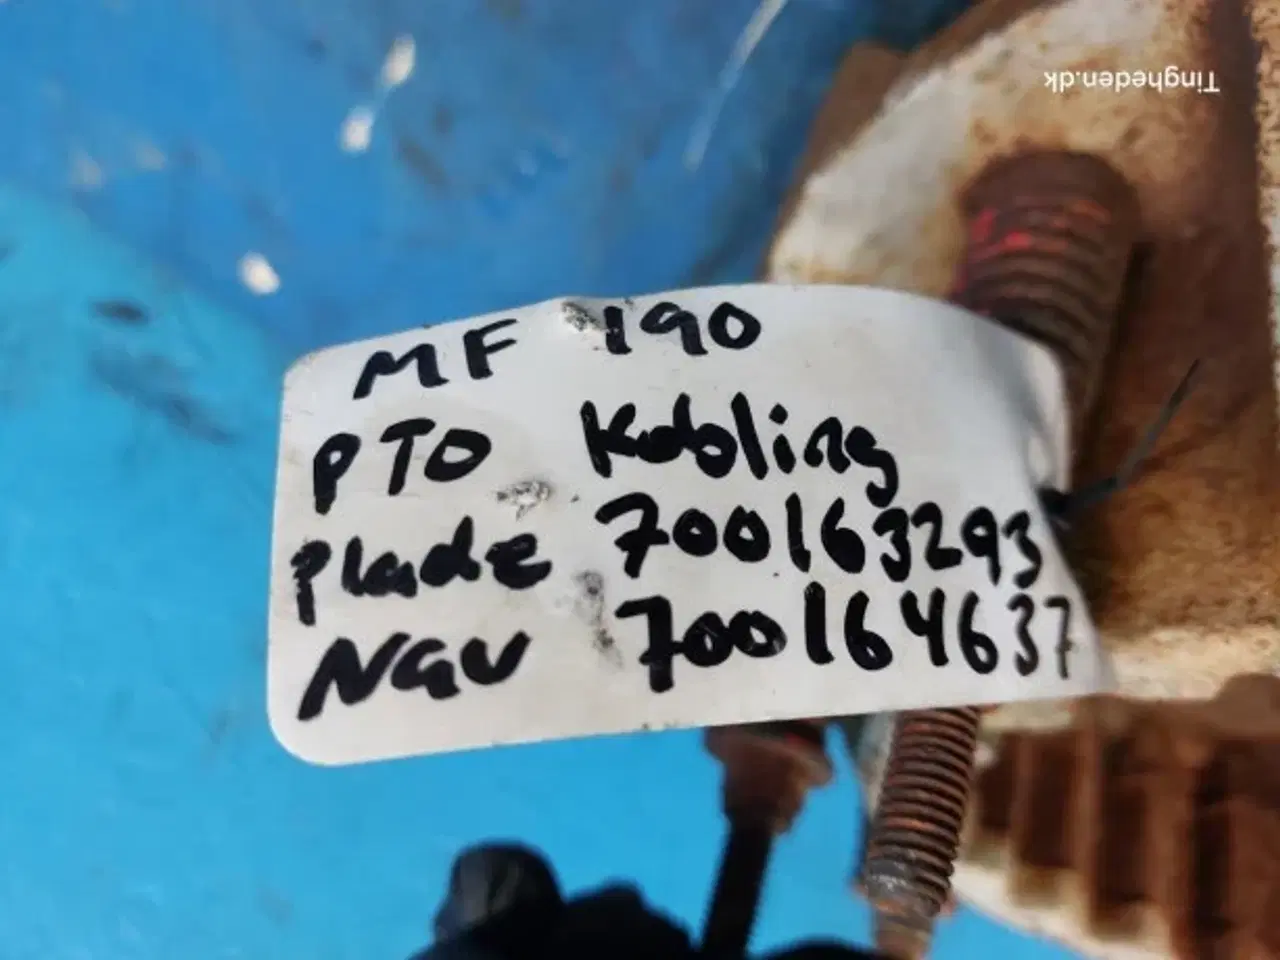 Tingheden.dk
MF 190
PTO Kobling
Plade 700163293
Nav 700164637